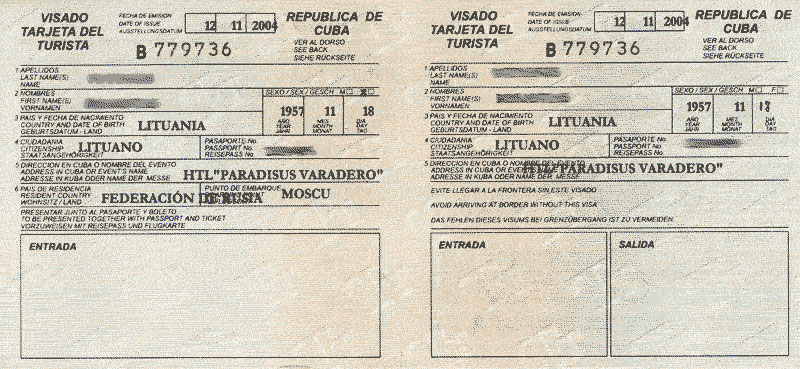 VISADO
TARJETA DEL
TURISTA
FECHA DE EMISION
DATE OF ISSUE
AUSSTELLUNGSDATUM
12 11 2004
B 779736
REPUBLICA DE
CUBA
VER AL DORSO
SEE BACK
SIEHE RÜCKSEITE
1 APELLIDOS
LAST NAME(S)
NAME
2 NOMBRES
FIRST NAME(S)
VORNAMEN
SEXO / SEX / GESCH M F
3 PAIS Y FECHA DE NACIMIENTO
COUNTRY AND DATE OF BIRTH
GEBURTSDATUM - LAND
LITUANIA
1957 11 18
AÑO MES DIA
YEAR MONTH DAY
JAHR MONAT TAG
4 CIUDADANIA
CITIZENSHIP
STAATSANGEHÖRIGKEIT
LITUANO
PASAPORTE No.
PASSPORT No.
REISEPASS No.
5 DIRECCION EN CUBA O NOMBRE DEL EVENTO
ADDRESS IN CUBA OR EVENT'S NAME
ADRESSE IN KUBA ODER NAME DER MESSE
HTL"PARADISUS VARADERO"
6 PAIS DE RESIDENCIA
RESIDENT COUNTRY
WOHNSITZ / LAND
PUNTO DE EMBARQUE
FEDERACIÓN DE RUSIA MOSCU
PRESENTAR JUNTO AL PASAPORTE Y BOLETO
TO BE PRESENTED TOGETHER WITH PASSPORT AND TICKET
VORZUWEISEN MIT REISEPASS UND FLUGKARTE
ENTRADA
VISADO
TARJETA DEL
TURISTA
FECHA DE EMISION
DATE OF ISSUE
AUSSTELLUNGSDATUM
12 11 2004
B 779736
REPUBLICA DE
CUBA
VER AL DORSO
SEE BACK
SIEHE RÜCKSEITE
1 APELLIDOS
LAST NAME(S)
NAME
2 NOMBRES
FIRST NAME(S)
VORNAMEN
SEXO / SEX / GESCH M F
3 PAIS Y FECHA DE NACIMIENTO
COUNTRY AND DATE OF BIRTH
GEBURTSDATUM - LAND
LITUANIA
1957 11
AÑO MES DIA
YEAR MONTH DAY
JAHR MONAT TAG
4 CIUDADANIA
CITIZENSHIP
STAATSANGEHÖRIGKEIT
LITUANO
PASAPORTE No.
PASSPORT No.
REISEPASS No.
5 DIRECCION EN CUBA O NOMBRE DEL EVENTO
ADDRESS IN CUBA OR EVENT'S NAME
ADRESSE IN KUBA ODER NAME DER MESSE
HTL"PARADISUS VARADERO"
EVITE LLEGAR A LA FRONTERA SIN ESTE VISADO
AVOID ARRIVING AT BORDER WITHOUT THIS VISA
DAS FEHLEN DIESES VISUMS BEI GRENZÜBERGANG IST ZU VERMEIDEN.
ENTRADA
SALIDA